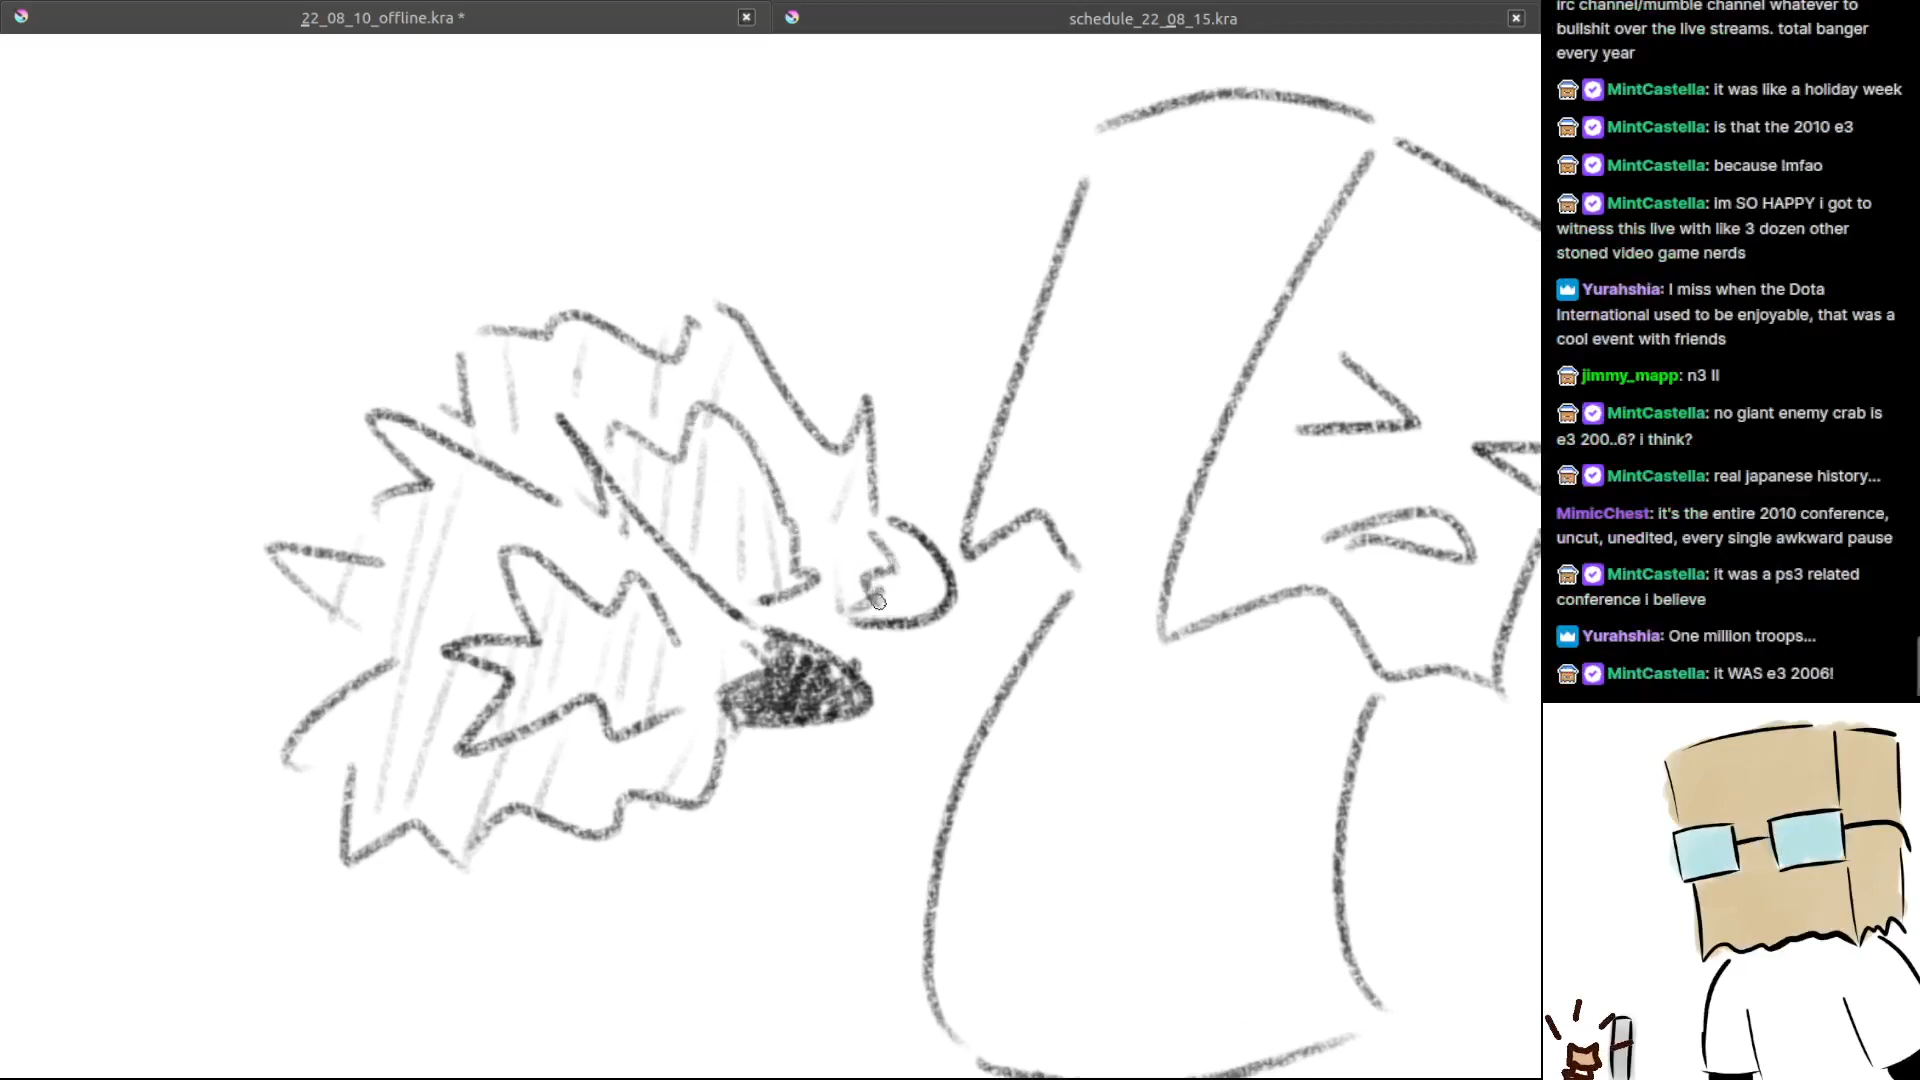 22_08_10_offline.kra *
schedule_22_08_15.kra
irc channel/mumble channel whatever to
bullshit over the live streams. total banger
every year
MintCastella: it was like a holiday week
MintCastella: is that the 2010 e3
MintCastella: because lmfao
MintCastella: Im SO HAPPY i got to
witness this live with like 3 dozen other
stoned video game nerds
Yurahshia: I miss when the Dota
International used to be enjoyable, that was a
cool event with friends
jimmy_mapp: n3 ll
MintCastella: no giant enemy crab is
e3 200..6? i think?
MintCastella: real japanese history...
MimicChest: it's the entire 2010 conference,
uncut, unedited, every single awkward pause
MintCastella: it was a ps3 related
conference i believe
Yurahshia: One million troops...
MintCastella: it WAS e3 2006!